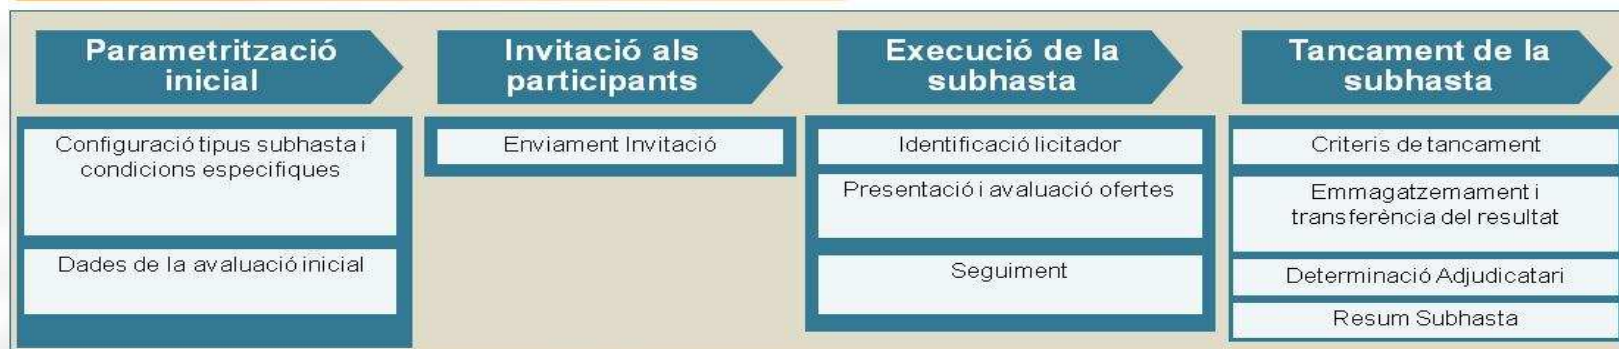 Parametrització
inicial
Configuració tipus subhasta i
condicions especifiques
Dades de la avaluació inicial
Invitació als
participants
Enviament Invitació
Execució de la
subhasta
Identificació licitador
Presentació i avaluació ofertes
Seguiment
Tancament de la
subhasta
Criteris de tancament
Emmagatzemament i
transferència del resultat
Determinació Adjudicatari
Resum Subhasta